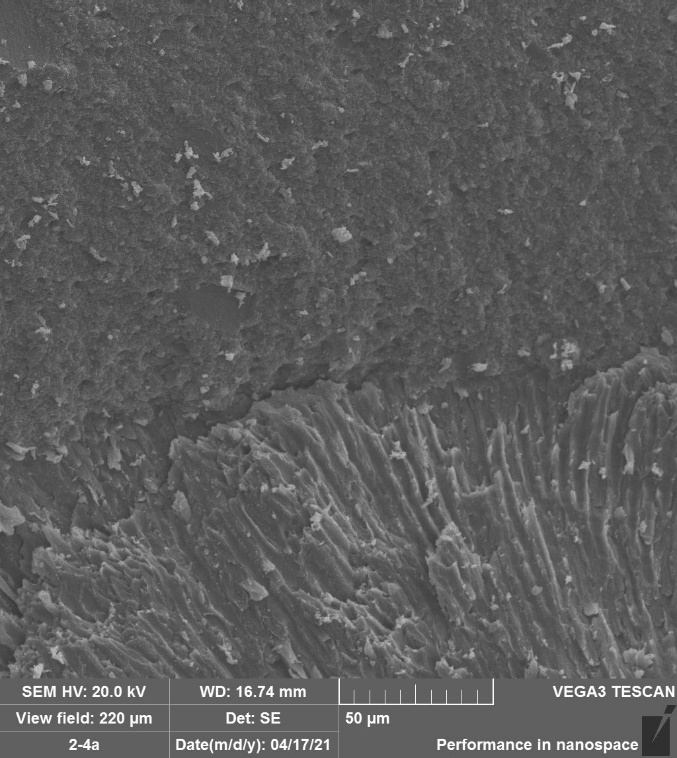 SEM HV: 20.0 kV
WD: 16.74 mm
VEGA3 TESCAN
View field: 220 µm
Det: SE
50 µm
2-4a
Date(m/d/y): 04/17/21
Performance in nanospace